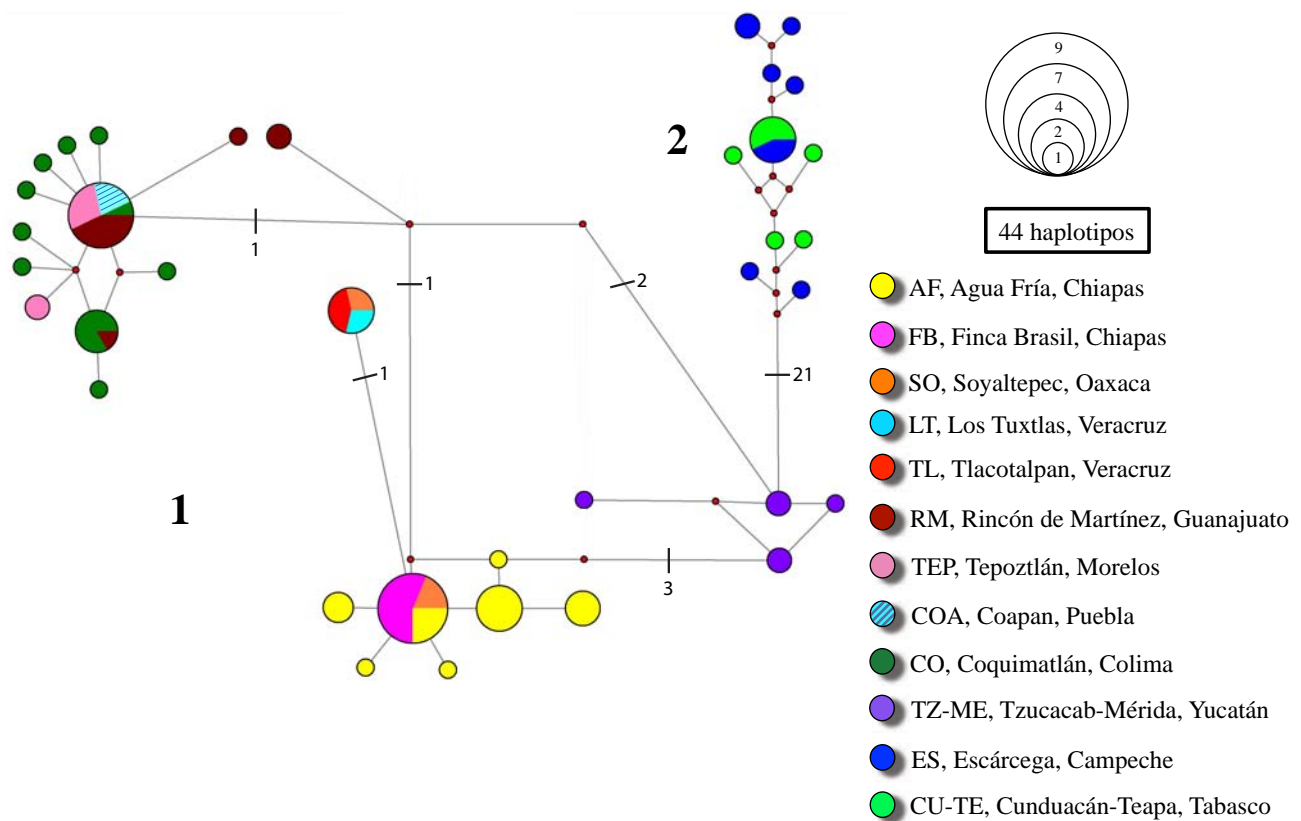 9
7
4
2
1
44 haplotipos
1
2
1
1
2
1
21
3
AF, Agua Fría, Chiapas
FB, Finca Brasil, Chiapas
SO, Soyaltepec, Oaxaca
LT, Los Tuxtlas, Veracruz
TL, Tlacotalpan, Veracruz
RM, Rincón de Martínez, Guanajuato
TEP, Tepoztlán, Morelos
COA, Coapan, Puebla
CO, Coquimatlán, Colima
TZ-ME, Tzucacab-Mérida, Yucatán
ES, Escárcega, Campeche
CU-TE, Cunduacán-Teapa, Tabasco